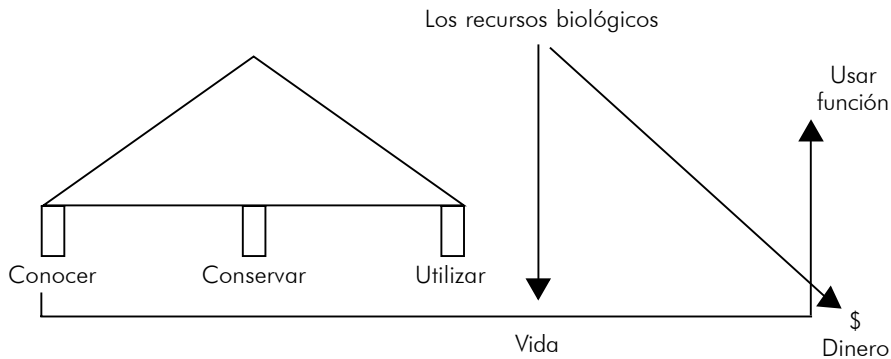 Los recursos biológicos
Usar
función
Conocer
Conservar
Utilizar
Vida
$
Dinero